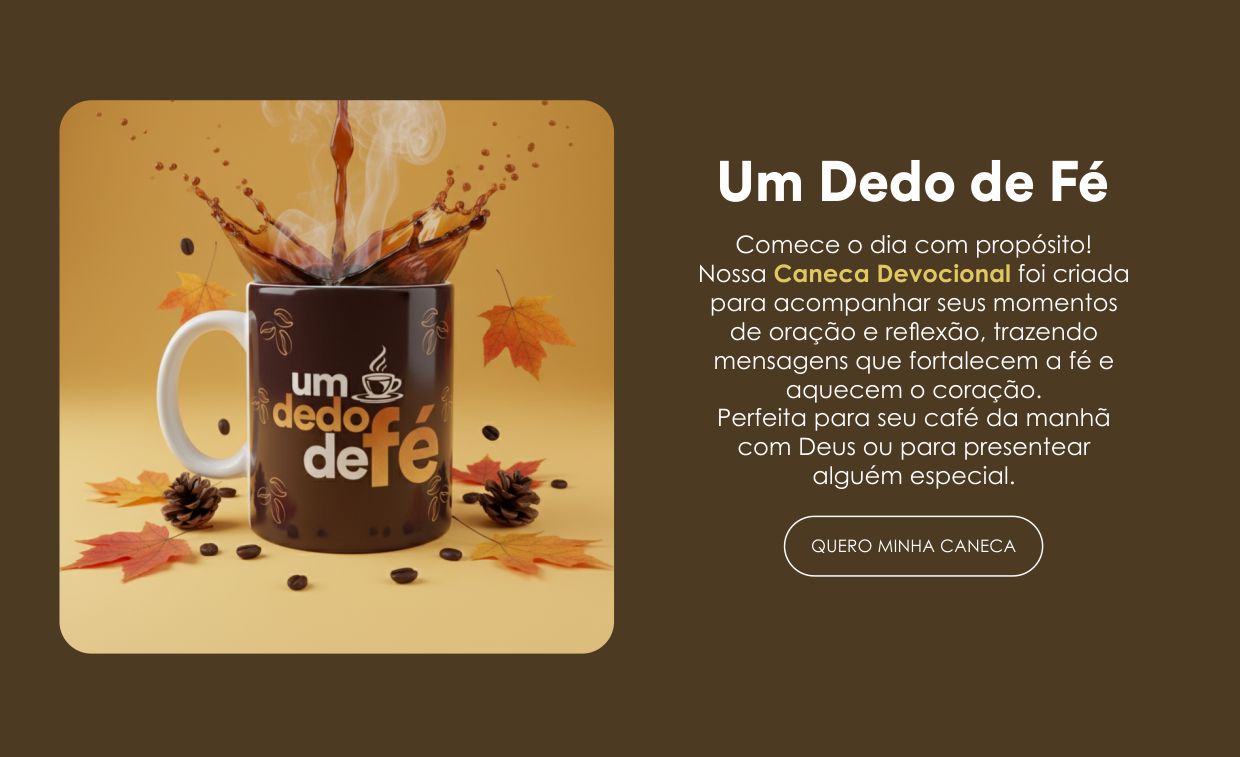 um
dedo
de fé
Um Dedo de Fé
Comece o dia com propósito!
Nossa Caneca Devocional foi criada
para acompanhar seus momentos
de oração e reflexão, trazendo
mensagens que fortalecem a fé e
aquecem o coração.
Perfeita para seu café da manhã
com Deus ou para presentear
alguém especial.
QUERO MINHA CANECA